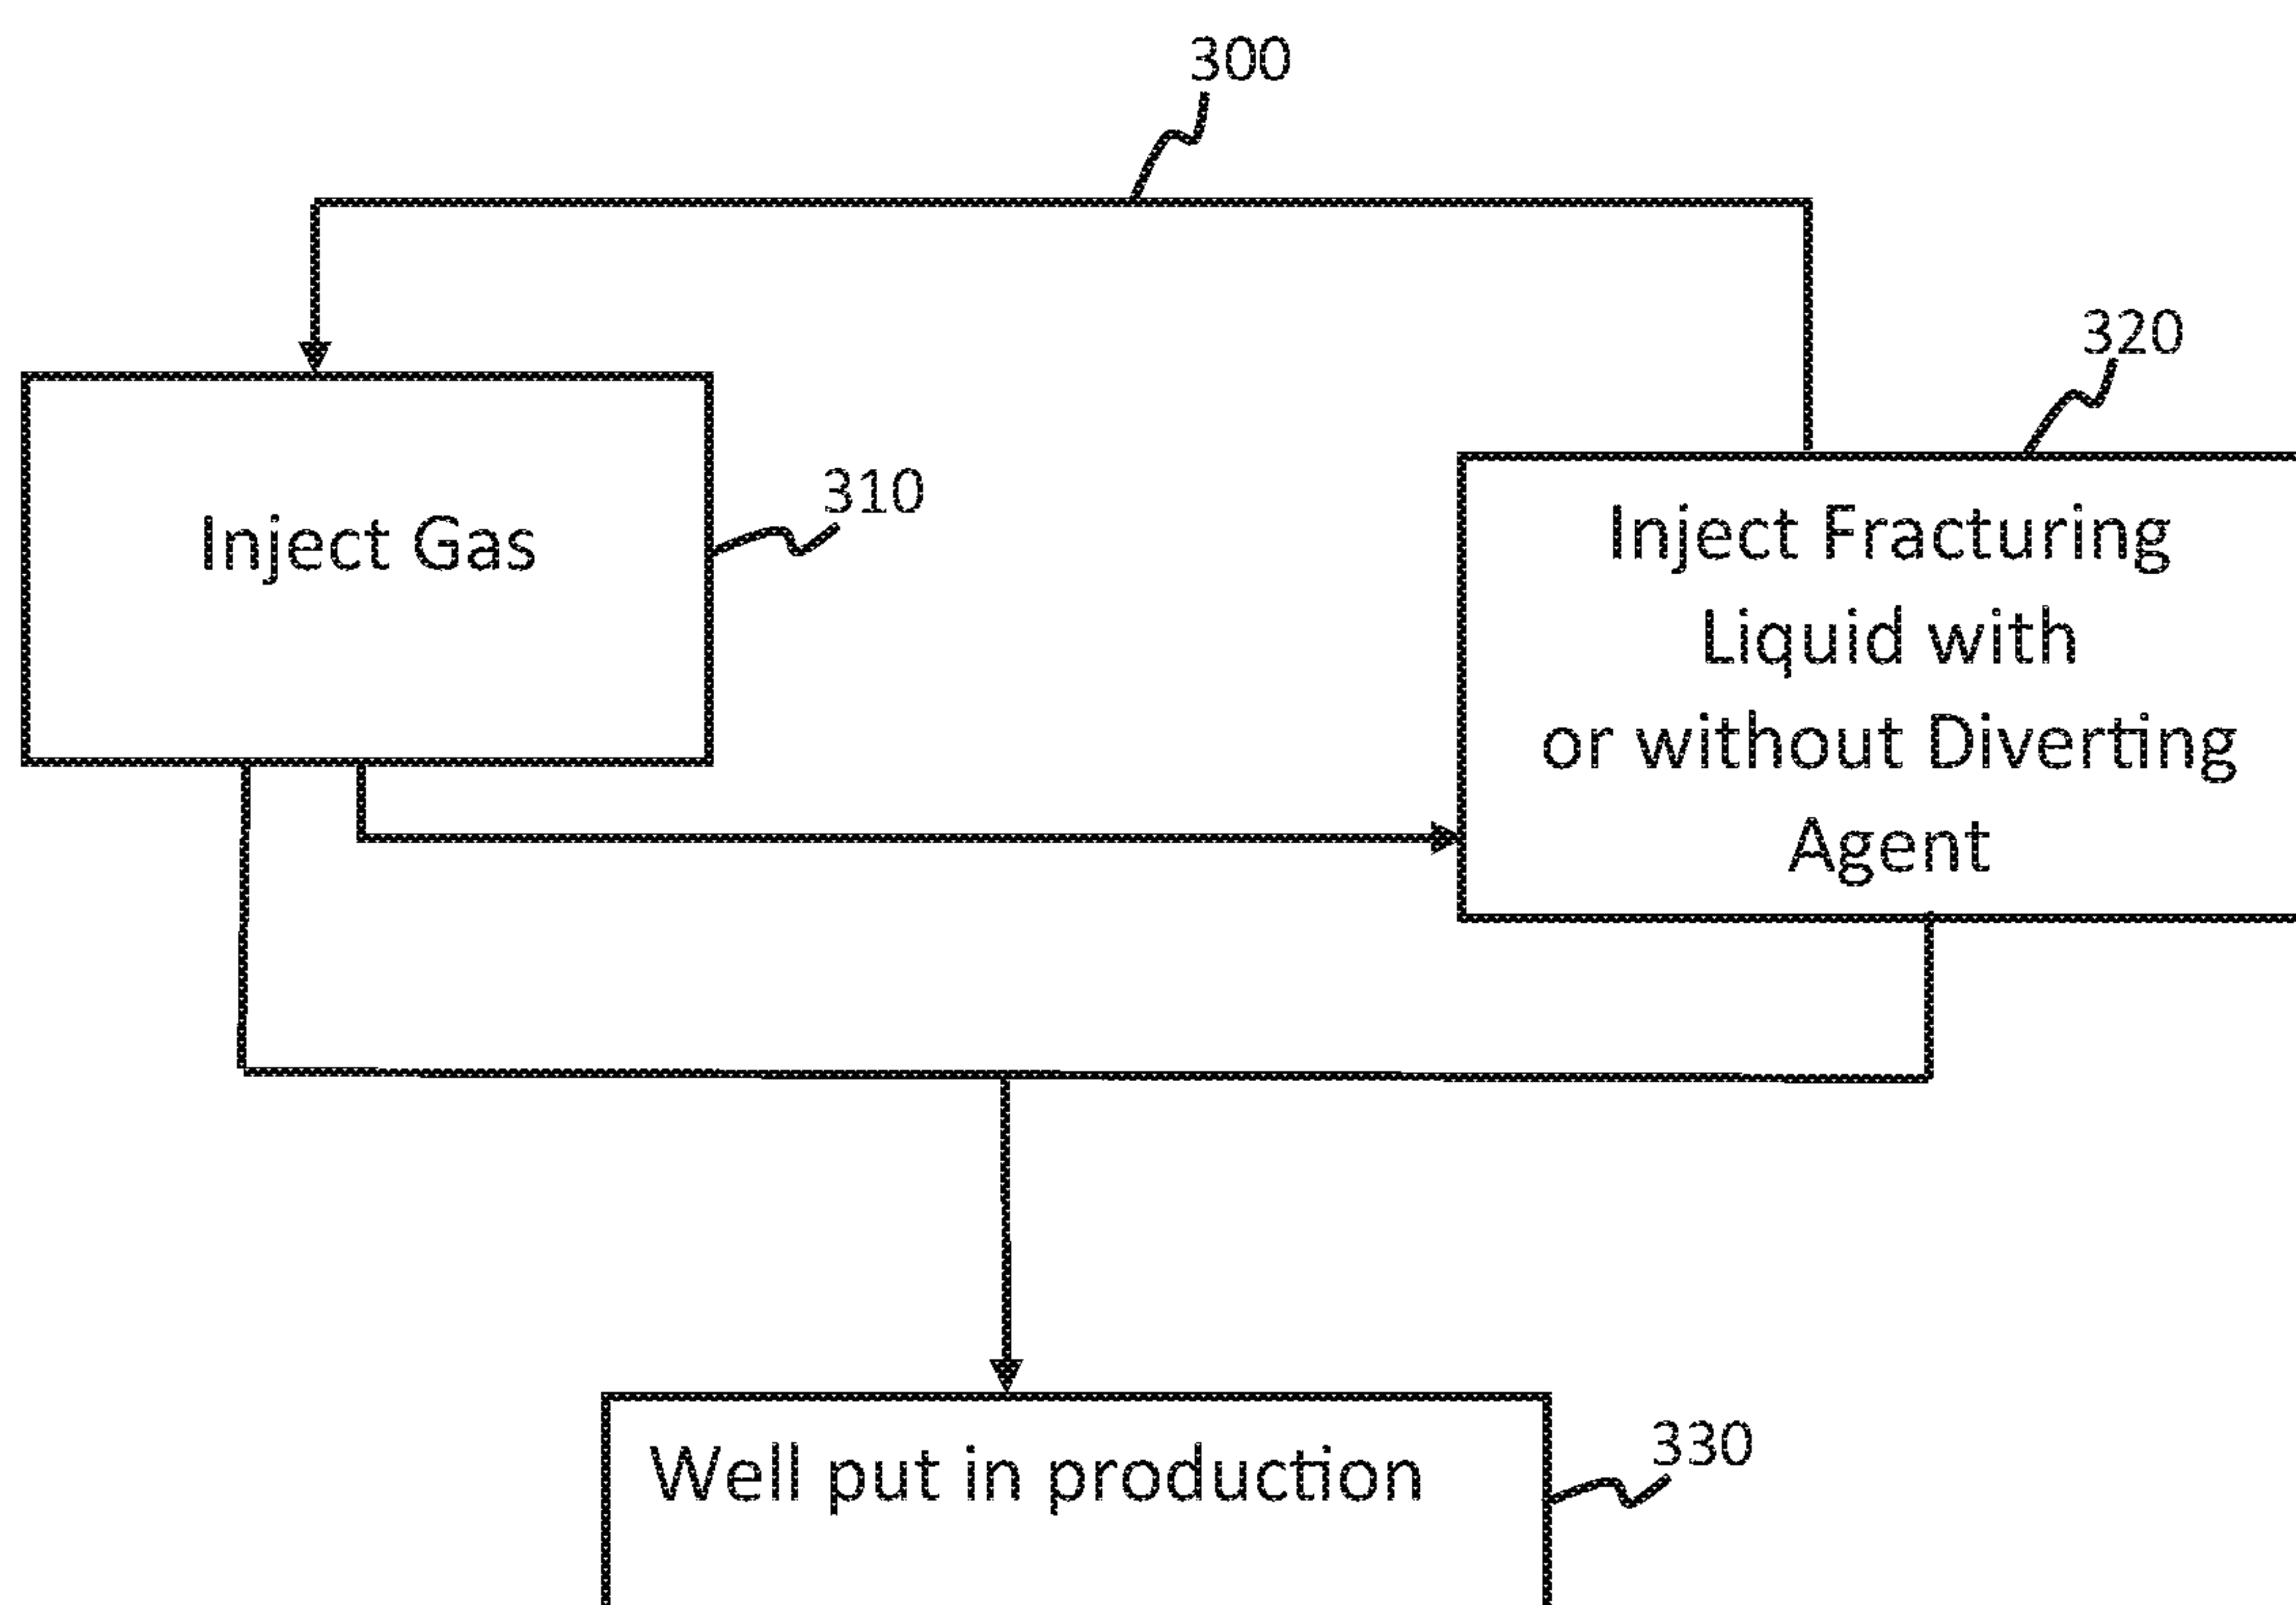 300
320
310
Inject Gas
Inject Fracturing
Liquid with
or without Diverting
Agent
Well put in production
330